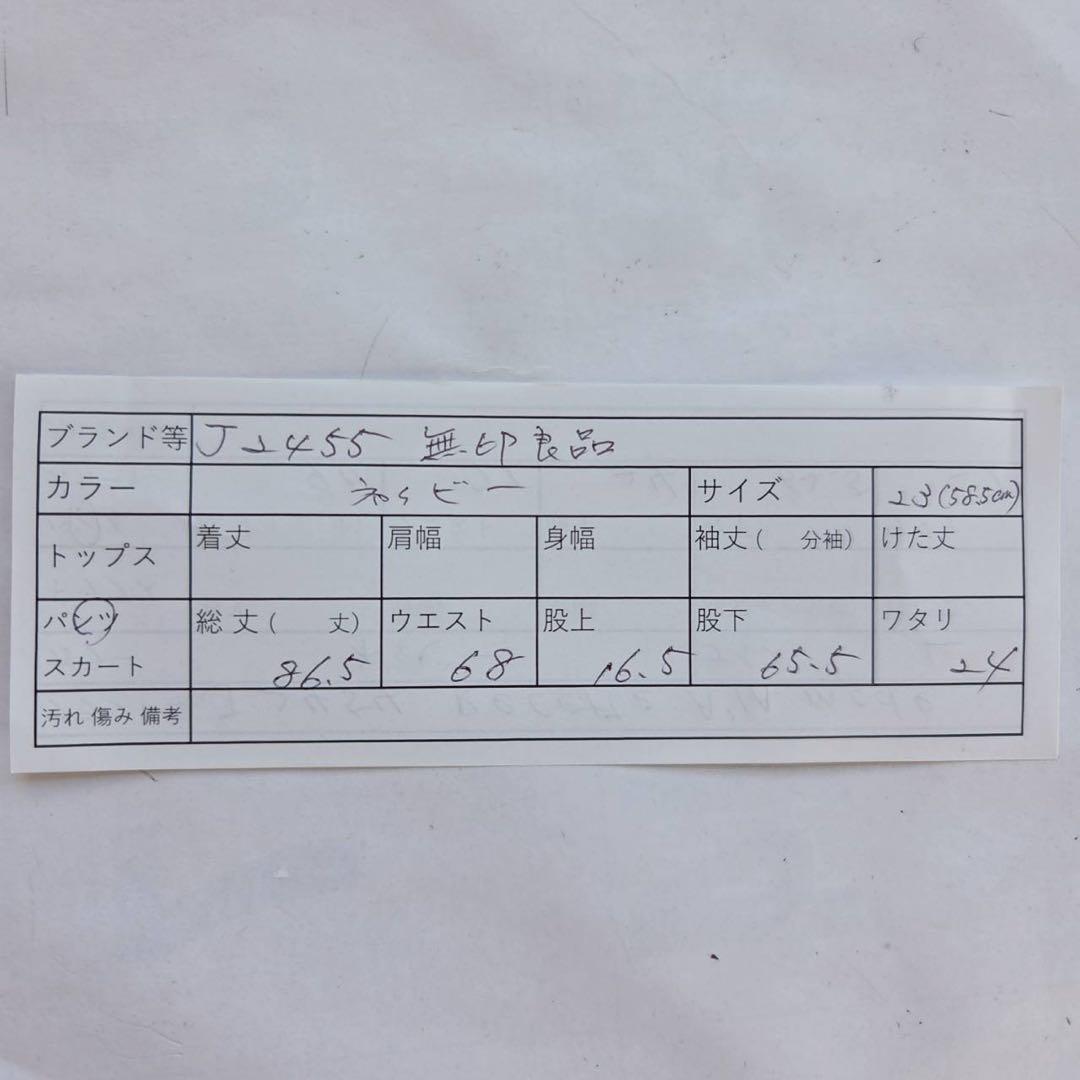 ブランド等 J2455 無印良品
カラー ネイビー サイズ 23(58.5cm)
トップス 着丈 肩幅 身幅 袖丈( 分袖) けた丈
パンツ 総丈( 丈) ウエスト 股上 股下 ワタリ
スカート 86.5 68 16.5 65.5 24
汚れ 傷み 備考